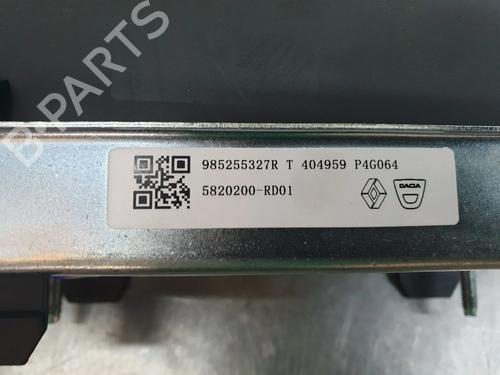 B-PARTS
985255327R T 404959 P4G064
5820200-RD01
DACIA